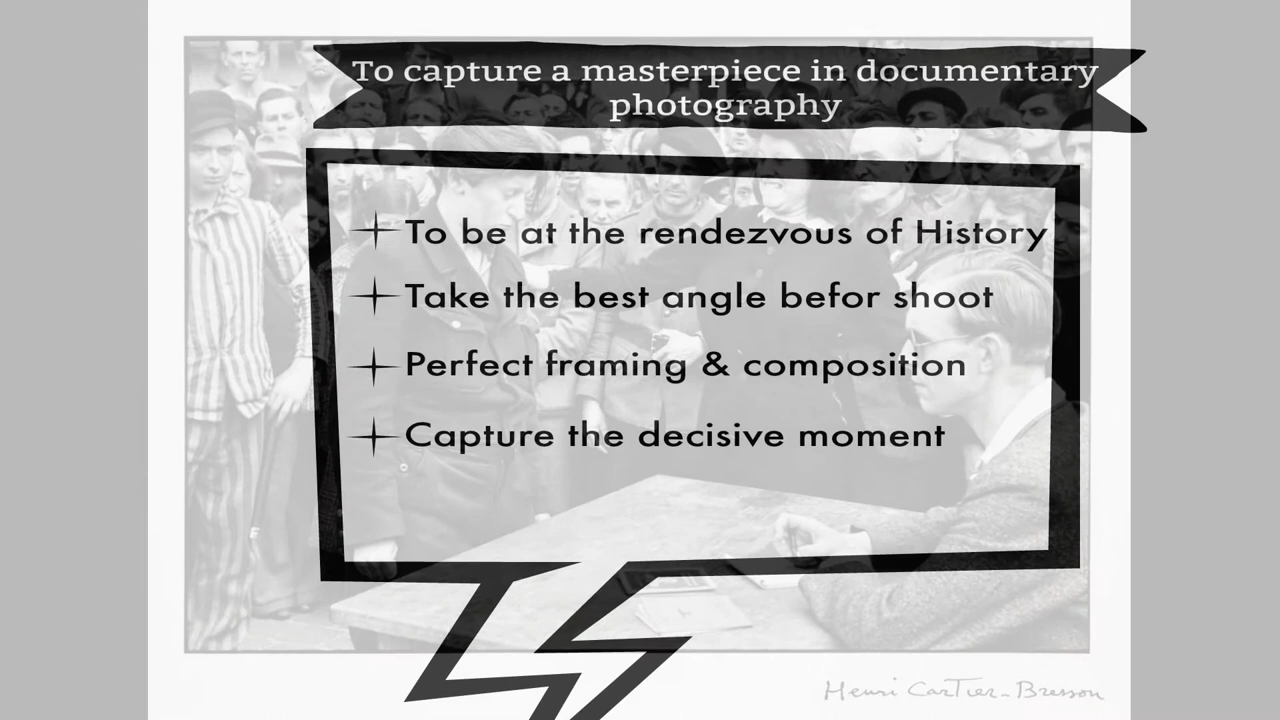 To capture a masterpiece in documentary
photography
To be at the rendezvous of History
Take the best angle befor shoot
Perfect framing & composition
Capture the decisive moment
Henri Cartier-Bresson